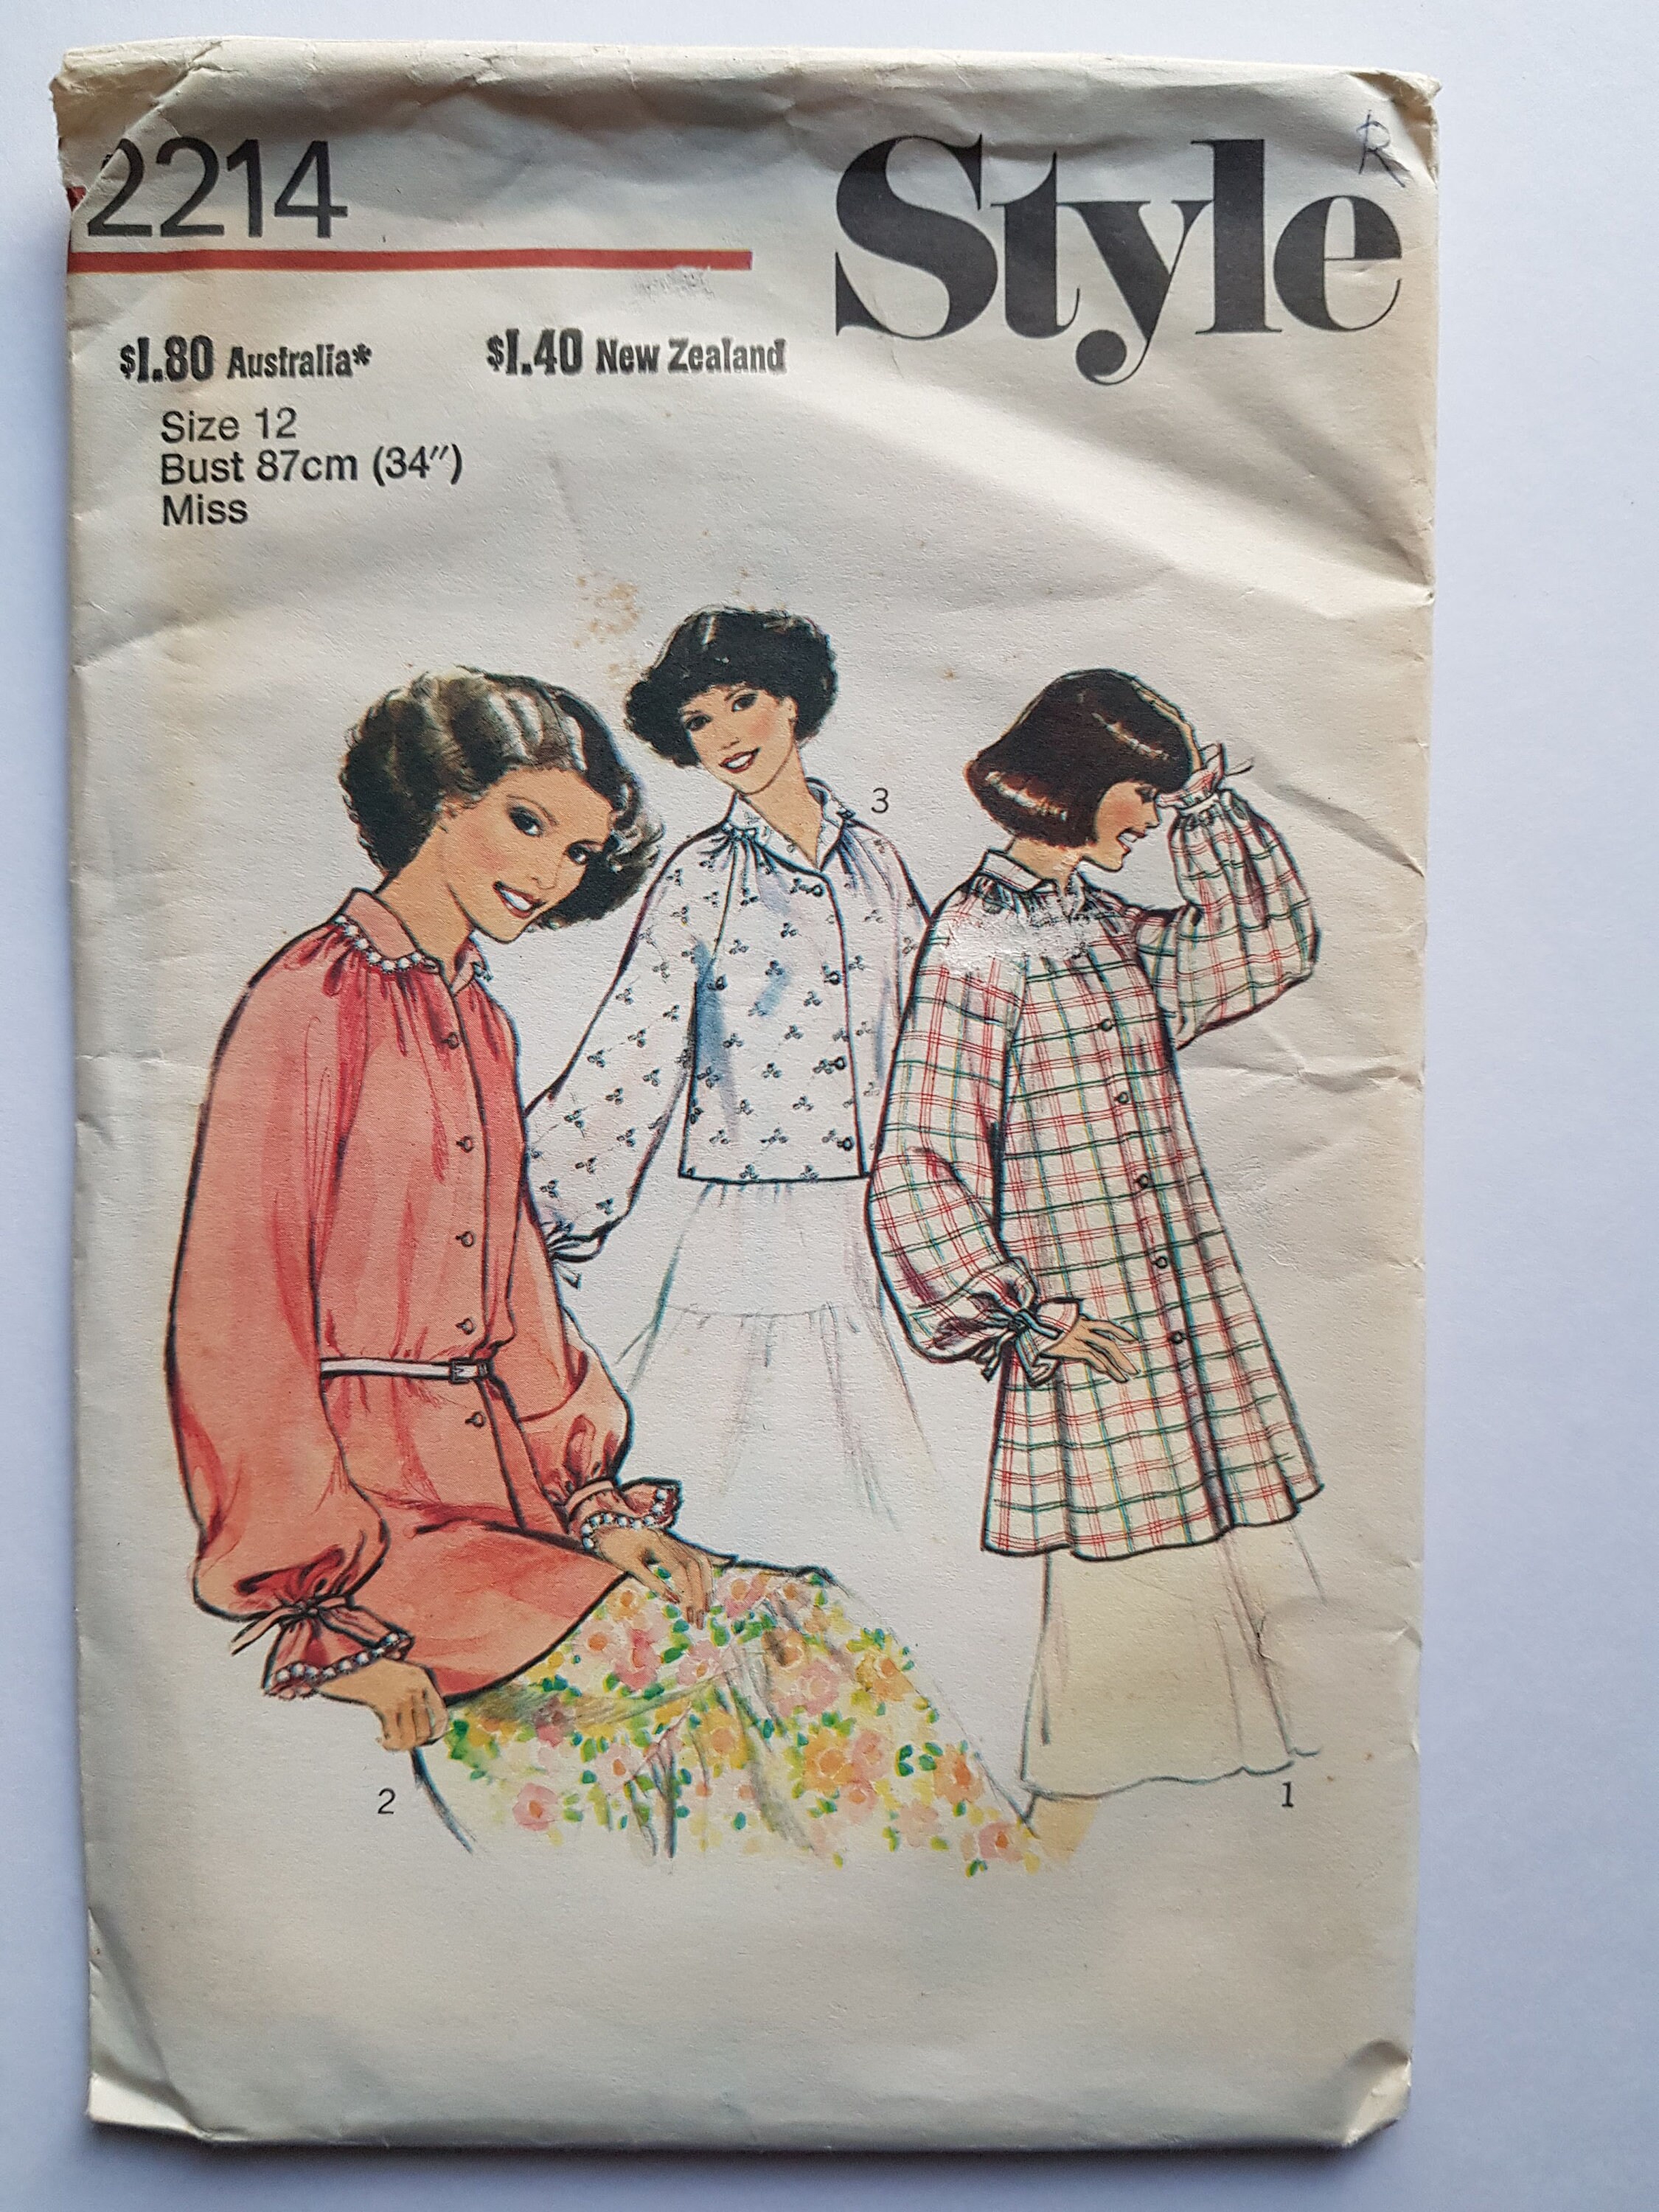 2214
Style
R
$1.80 Australia*
$1.40 New Zealand
Size 12
Bust 87cm (34")
Miss
3
2
1